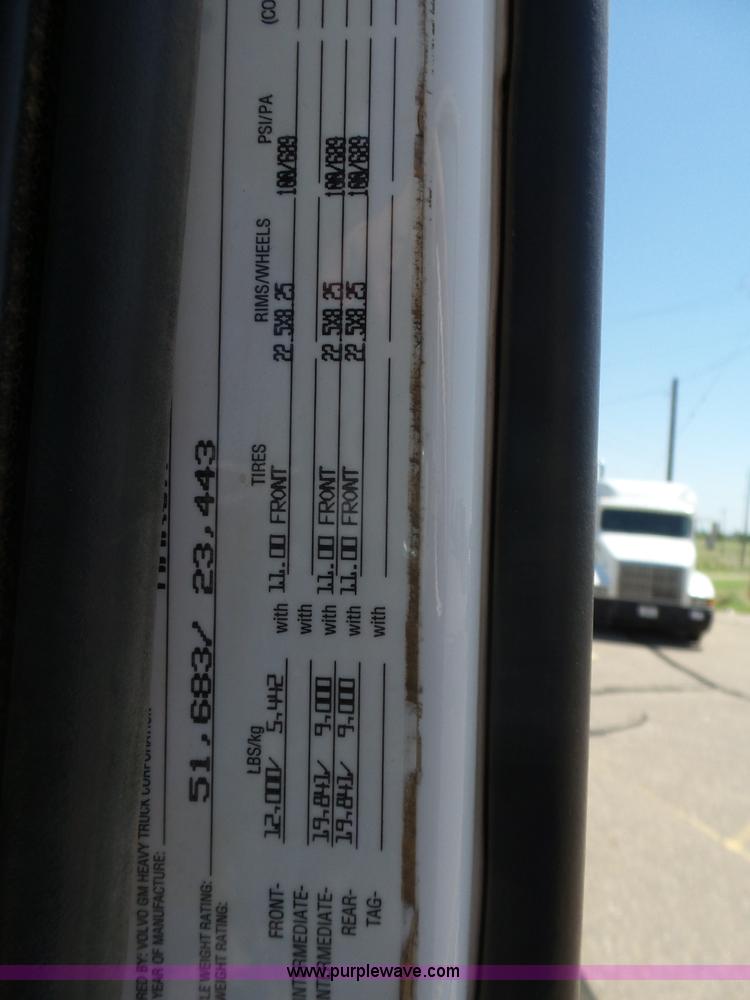 RED BY: VOLVO GM HEAVY TRUCK CORPORATION
YEAR OF MANUFACTURE:
LE WEIGHT RATING: 51,683/ 23,443
WEIGHT RATING:
LBS/kg TIRES RIMS/WHEELS PSI/PA (CO
FRONT- 12,000/ 5,442 with 11.00 FRONT 22.5X8.25 100/689
INTERMEDIATE- with
INTERMEDIATE- 19,841/ 9,000 with 11.00 FRONT 22.5X8.25 100/689
REAR- 19,841/ 9,000 with 11.00 FRONT 22.5X8.25 100/689
TAG- with
www.purplewave.com